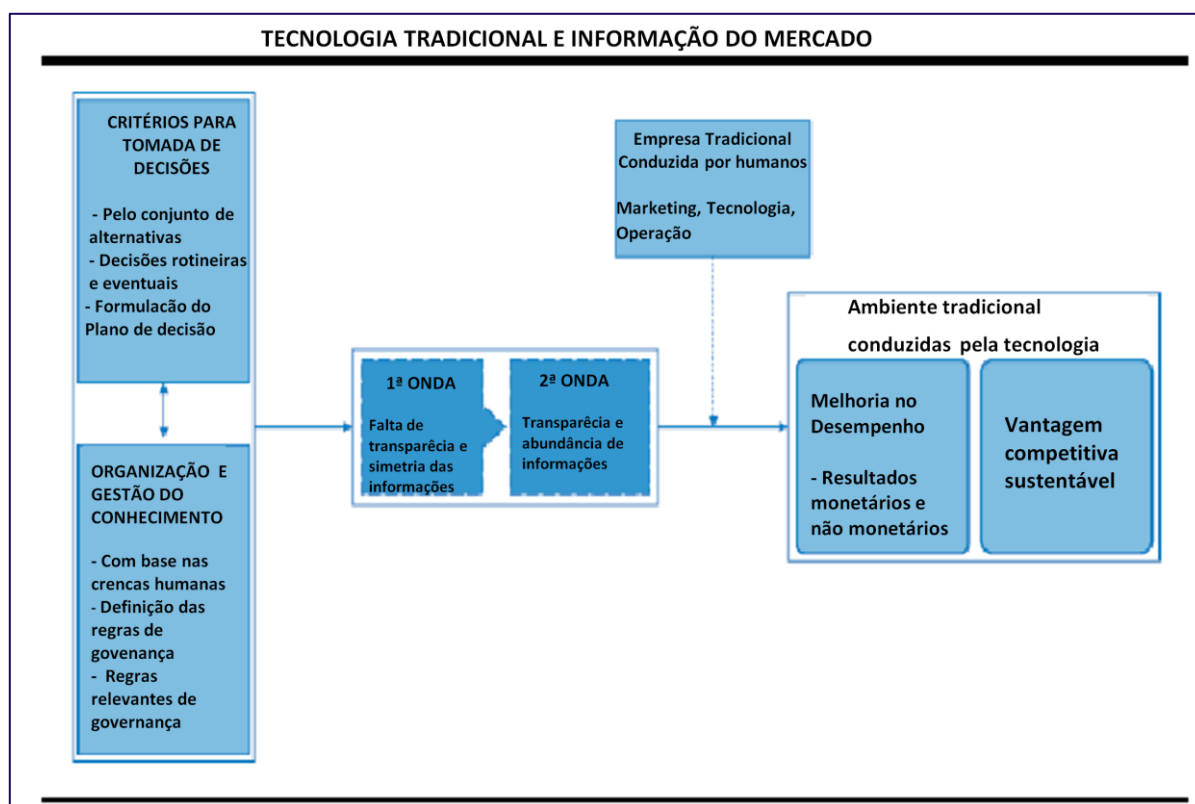 TECNOLOGIA TRADICIONAL E INFORMAÇÃO DO MERCADO
CRITÉRIOS PARA
TOMADA DE
DECISÕES
- Pelo conjunto de
alternativas
- Decisões rotineiras
e eventuais
- Formulacão do
Plano de decisão
ORGANIZAÇÃO E
GESTÃO DO
CONHECIMENTO
- Com base nas
crencas humanas
- Definição das
regras de
govenança
- Regras
relevantes de
governança
1ª ONDA
Falta de
transparêcia e
simetria das
informações
2ª ONDA
Transparêcia e
abundância de
informações
Empresa Tradicional
Conduzida por humanos
Marketing, Tecnologia,
Operação
Ambiente tradicional
conduzidas pela tecnologia
Melhoria no
Desempenho
- Resultados
monetários e
não monetários
Vantagem
competitiva
sustentável